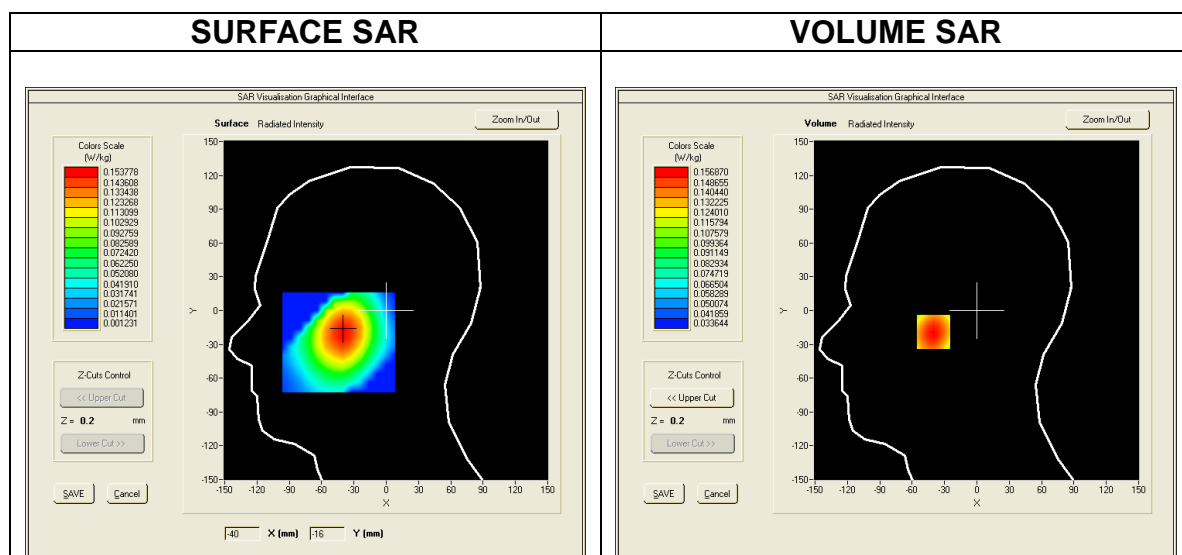 SURFACE SAR
SAR Visualisation Graphical Interface
Surface Radiated Intensity
Zoom In/Out
Colors Scale
(W/kg)
0.153778
0.143608
0.133438
0.123268
0.113099
0.102929
0.092759
0.082589
0.072420
0.062250
0.052080
0.041910
0.031741
0.021571
0.011401
0.001231
Z-Cuts Control
<< Upper Cut
Z = 0.2 mm
Lower Cut >>
SAVE Cancel
150
120
90
60
30
0
-30
-60
-90
-120
-150
Y
-150 -120 -90 -60 -30 0 30 60 90 120 150
X
-40 X (mm) -16 Y (mm)
VOLUME SAR
SAR Visualisation Graphical Interface
Volume Radiated Intensity
Zoom In/Out
Colors Scale
(W/kg)
0.156870
0.148655
0.140440
0.132225
0.124010
0.115794
0.107579
0.099364
0.091149
0.082934
0.074719
0.066504
0.058289
0.050074
0.041859
0.033644
Z-Cuts Control
<< Upper Cut
Z = 0.2 mm
Lower Cut >>
SAVE Cancel
150
120
90
60
30
0
-30
-60
-90
-120
-150
Y
-150 -120 -90 -60 -30 0 30 60 90 120 150
X